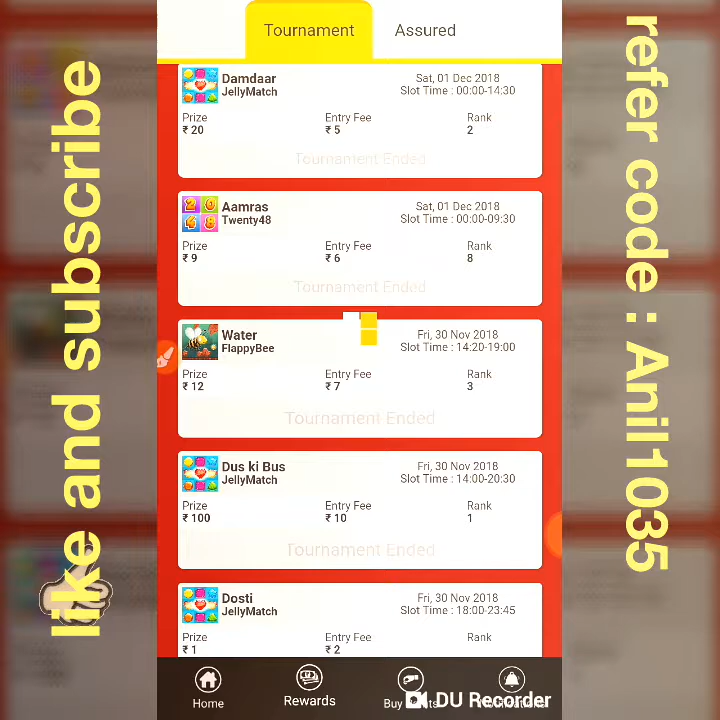 like and subscribe
Tournament Assured
Damdaar
JellyMatch
Sat, 01 Dec 2018
Slot Time : 00:00-14:30
Prize Entry Fee Rank
₹ 20 ₹ 5 2
Tournament Ended
Aamras
Twenty48
Sat, 01 Dec 2018
Slot Time : 00:00-09:30
Prize Entry Fee Rank
₹ 9 ₹ 6 8
Tournament Ended
Water
FlappyBee
Fri, 30 Nov 2018
Slot Time : 14:20-19:00
Prize Entry Fee Rank
₹ 12 ₹ 7 3
Tournament Ended
Dus ki Bus
JellyMatch
Fri, 30 Nov 2018
Slot Time : 14:00-20:30
Prize Entry Fee Rank
₹ 100 ₹ 10 1
Tournament Ended
Dosti
JellyMatch
Fri, 30 Nov 2018
Slot Time : 18:00-23:45
Prize Entry Fee Rank
₹ 1 ₹ 2
Home Rewards Buy
DU Recorder
refer code : Anil1035